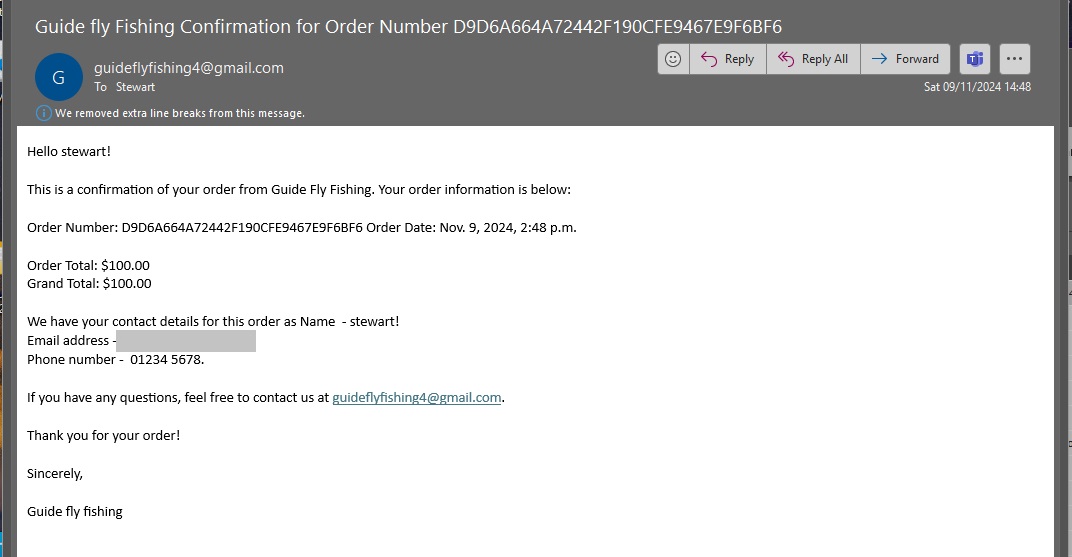 Guide fly Fishing Confirmation for Order Number D9D6A664A72442F190CFE9467E9F6BF6
G
guideflyfishing4@gmail.com
To Stewart
Reply Reply All Forward
Sat 09/11/2024 14:48
We removed extra line breaks from this message.
Hello stewart!
This is a confirmation of your order from Guide Fly Fishing. Your order information is below:
Order Number: D9D6A664A72442F190CFE9467E9F6BF6 Order Date: Nov. 9, 2024, 2:48 p.m.
Order Total: $100.00
Grand Total: $100.00
We have your contact details for this order as Name  - stewart!
Email address -
Phone number -  01234 5678.
If you have any questions, feel free to contact us at guideflyfishing4@gmail.com.
Thank you for your order!
Sincerely,
Guide fly fishing